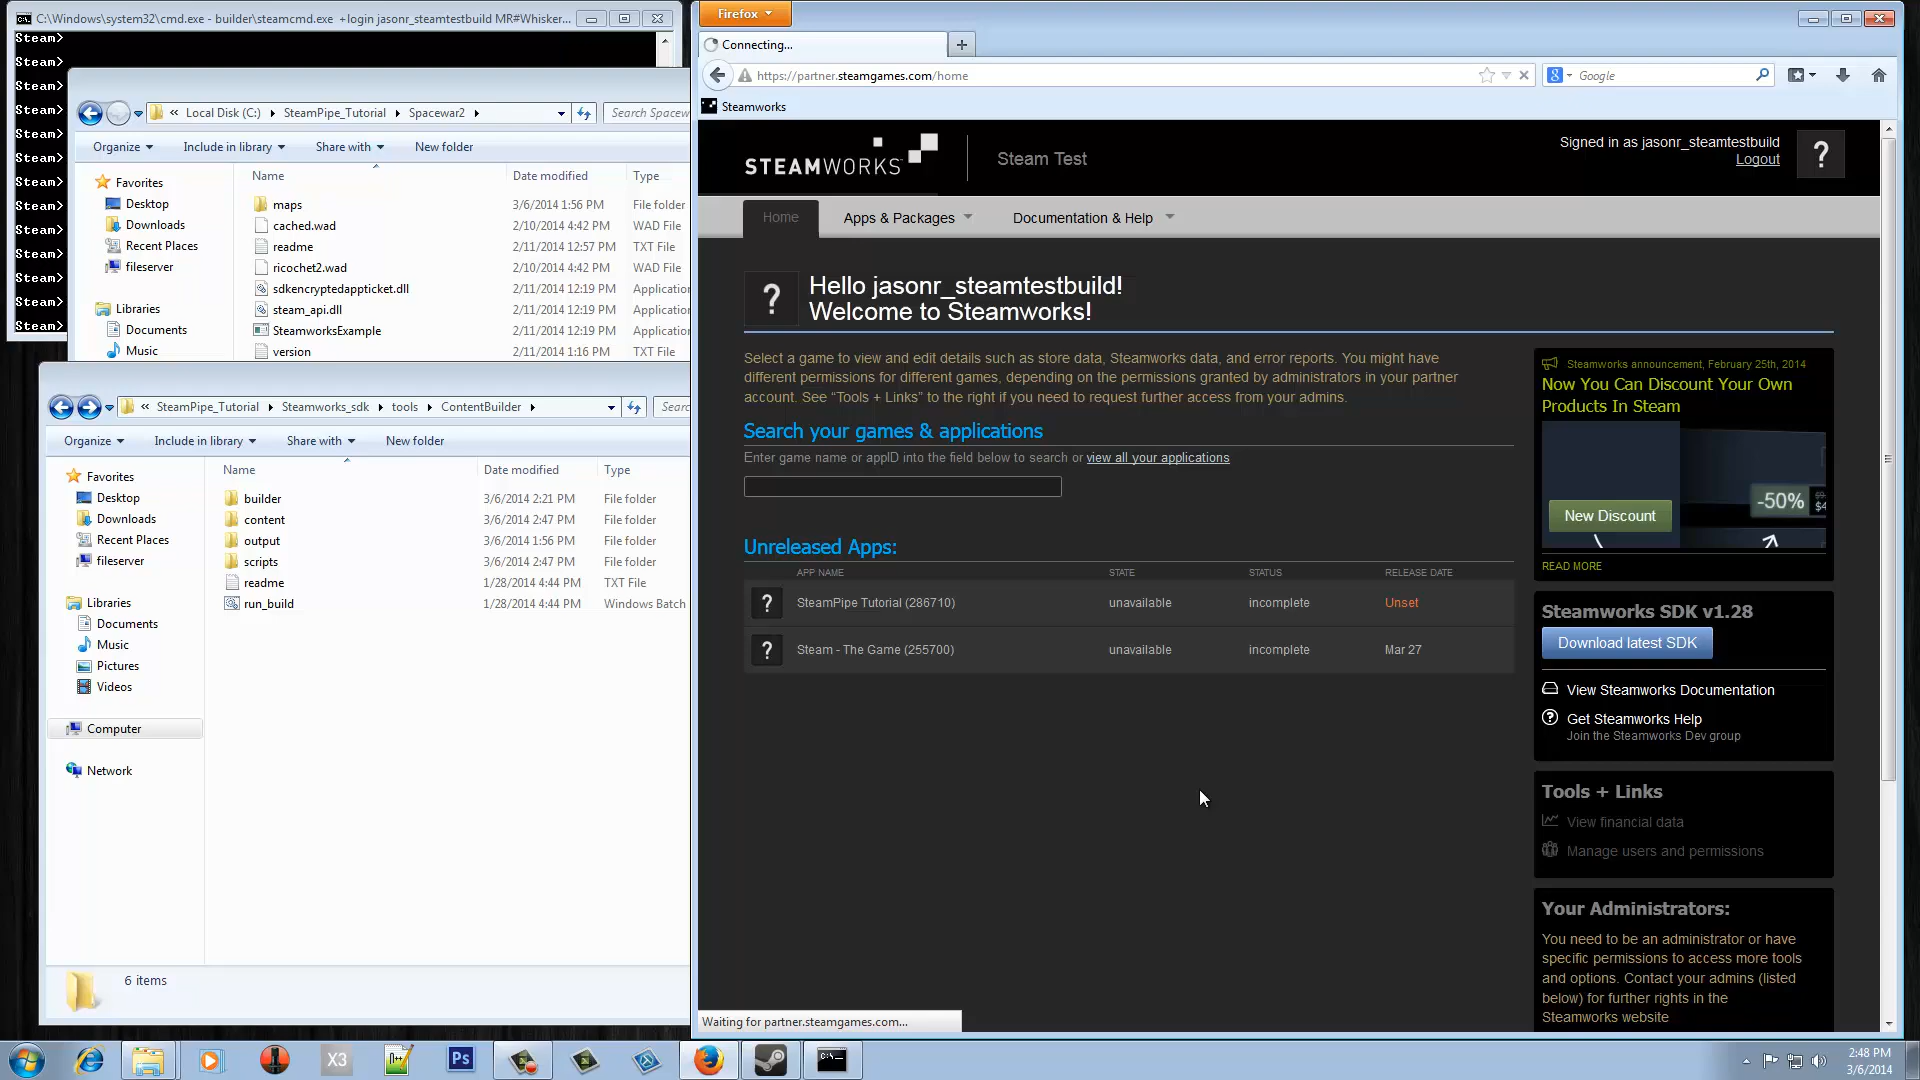 C:\Windows\system32\cmd.exe - builder\steamcmd.exe +login jasonr_steamtestbuild MR#Whisker...
Steam>
Steam>
Steam>
Steam>
Steam>
Steam>
Steam>
Steam>
Steam>
Steam>
Steam>
Steam>
Steam>
« Local Disk (C:) ▸ SteamPipe_Tutorial ▸ Spacewar2 ▸
Search Spacew
Organize Include in library Share with New folder
Favorites
Desktop
Downloads
Recent Places
fileserver
Libraries
Documents
Music
Name Date modified Type
maps 3/6/2014 1:56 PM File folder
cached.wad 2/10/2014 4:42 PM WAD File
readme 2/11/2014 12:57 PM TXT File
ricochet2.wad 2/10/2014 4:42 PM WAD File
sdkencryptedappticket.dll 2/11/2014 12:19 PM Application
steam_api.dll 2/11/2014 12:19 PM Application
SteamworksExample 2/11/2014 12:19 PM Application
version 2/11/2014 1:16 PM TXT File
« SteamPipe_Tutorial ▸ Steamworks_sdk ▸ tools ▸ ContentBuilder ▸
Searc
Organize Include in library Share with New folder
Favorites
Desktop
Downloads
Recent Places
fileserver
Libraries
Documents
Music
Pictures
Videos
Computer
Network
Name Date modified Type
builder 3/6/2014 2:21 PM File folder
content 3/6/2014 2:47 PM File folder
output 3/6/2014 1:56 PM File folder
scripts 3/6/2014 2:47 PM File folder
readme 1/28/2014 4:44 PM TXT File
run_build 1/28/2014 4:44 PM Windows Batch
6 items
Firefox
Connecting...
https://partner.steamgames.com/home
Google
Steamworks
STEAMWORKS
Steam Test
Signed in as jasonr_steamtestbuild
Logout
?
Home Apps & Packages Documentation & Help
?
Hello jasonr_steamtestbuild!
Welcome to Steamworks!
Select a game to view and edit details such as store data, Steamworks data, and error reports. You might have
different permissions for different games, depending on the permissions granted by administrators in your partner
account. See “Tools + Links” to the right if you need to request further access from your admins.
Search your games & applications
Enter game name or appID into the field below to search or view all your applications
Unreleased Apps:
APP NAME STATE STATUS RELEASE DATE
? SteamPipe Tutorial (286710) unavailable incomplete Unset
? Steam - The Game (255700) unavailable incomplete Mar 27
Steamworks announcement, February 25th, 2014
Now You Can Discount Your Own
Products In Steam
New Discount
-50%
READ MORE
Steamworks SDK v1.28
Download latest SDK
View Steamworks Documentation
Get Steamworks Help
Join the Steamworks Dev group
Tools + Links
View financial data
Manage users and permissions
Your Administrators:
You need to be an administrator or have
specific permissions to access more tools
and options. Contact your admins (listed
below) for further rights in the
Steamworks website
Waiting for partner.steamgames.com...
X3
Ps
2:48 PM
3/6/2014